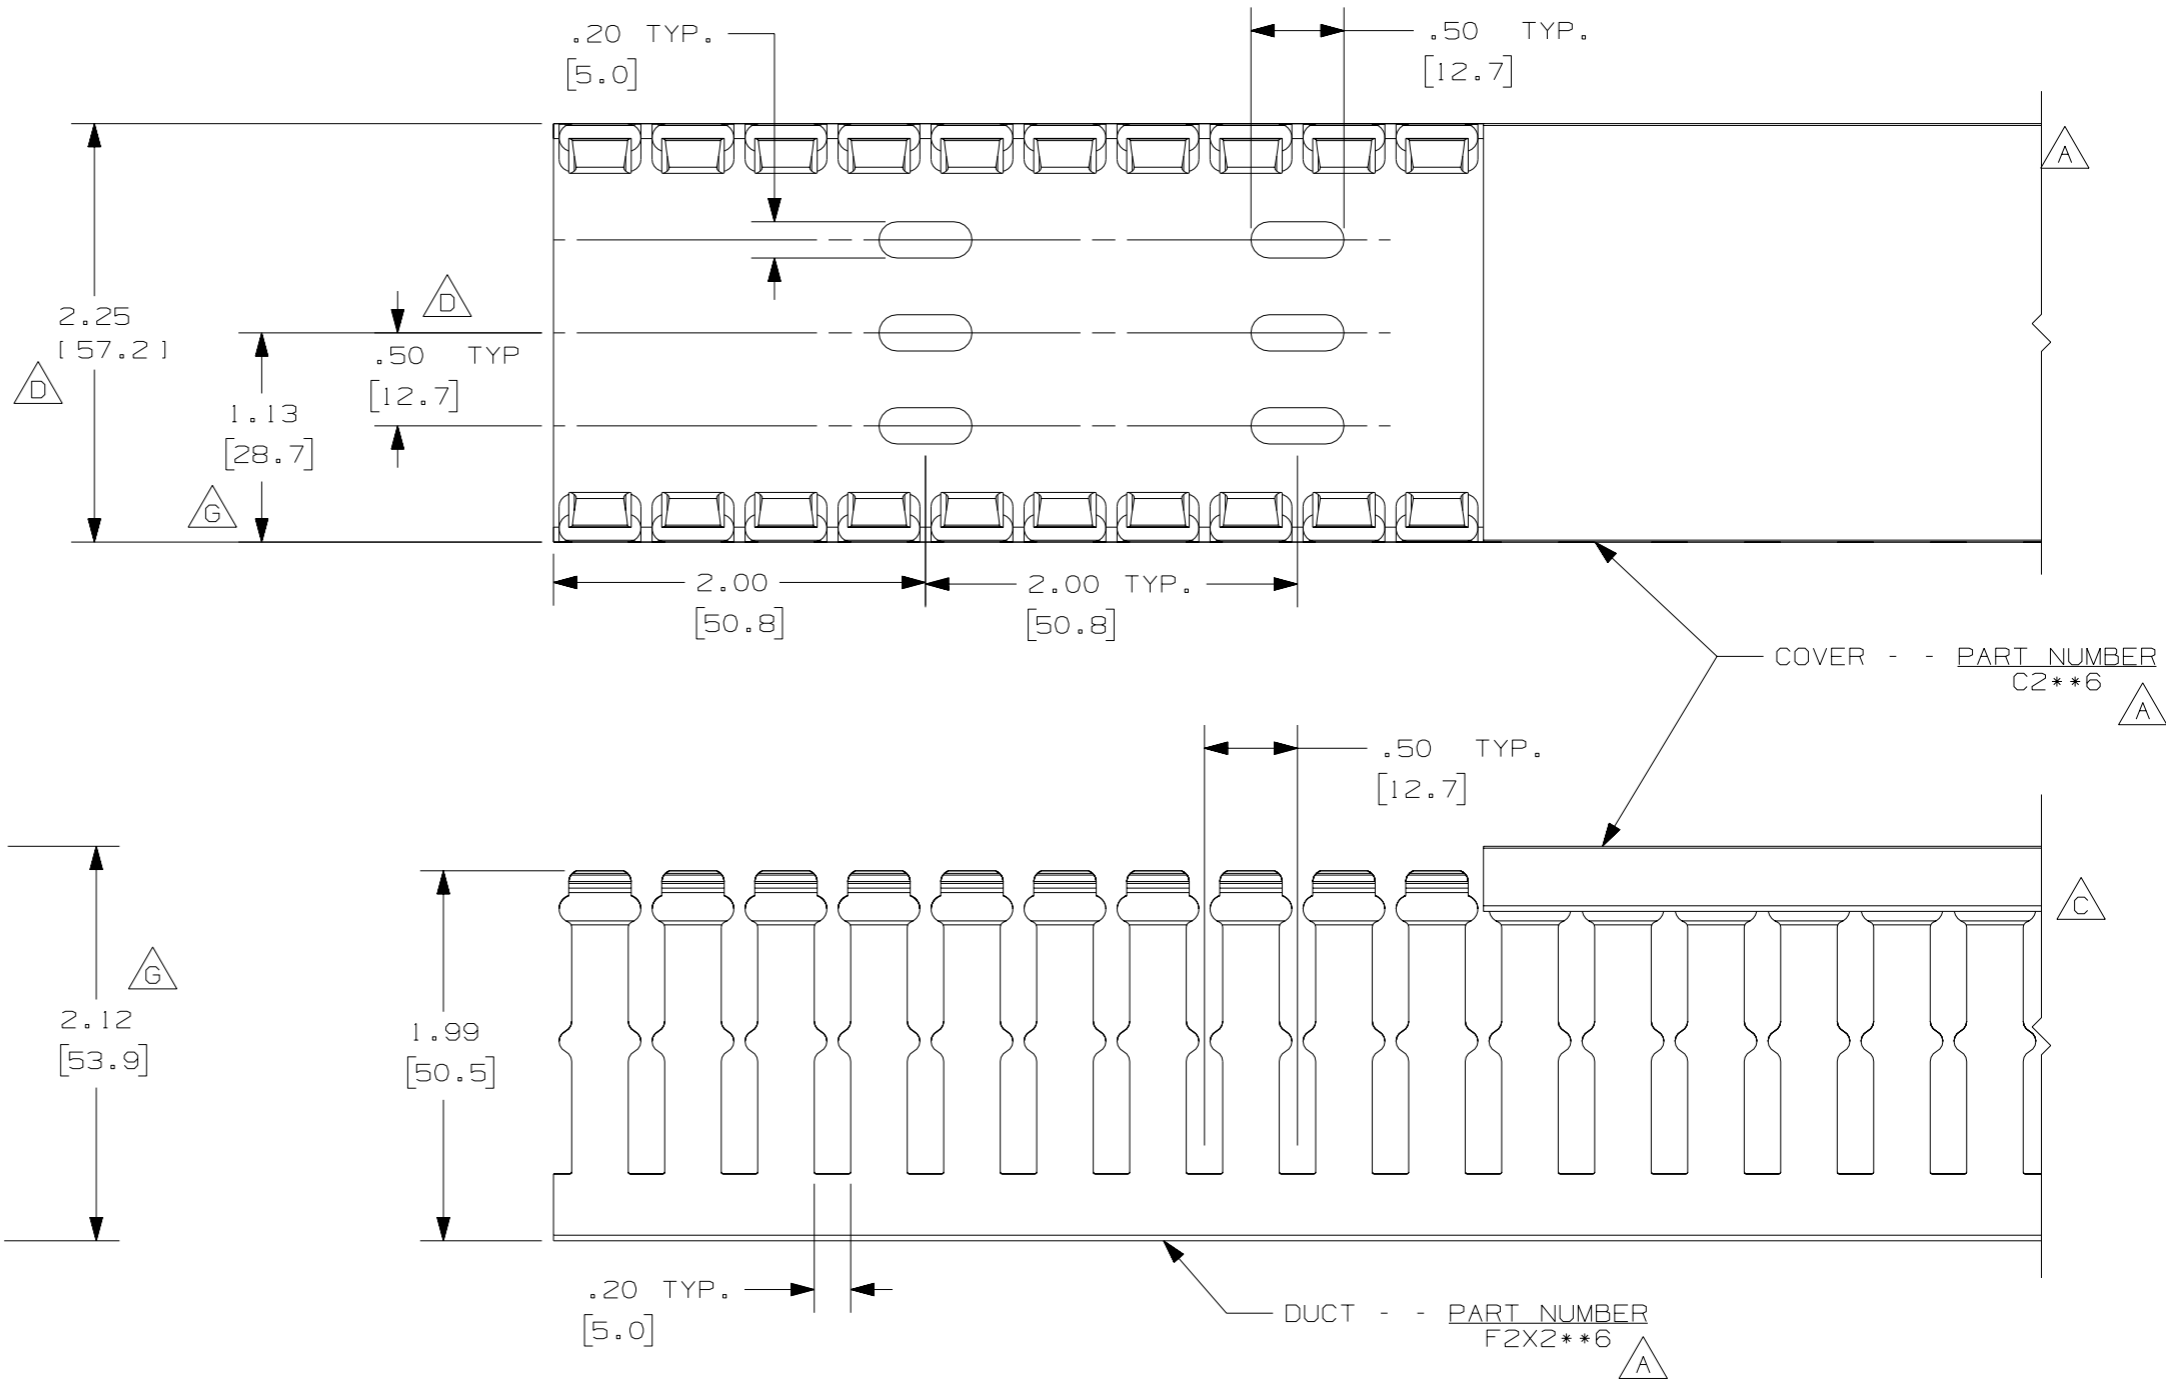 .20 TYP.
[5.0]
.50 TYP.
[12.7]
A
2.25
[57.2]
D
D
.50 TYP
[12.7]
1.13
[28.7]
G
2.00
[50.8]
2.00 TYP.
[50.8]
COVER - - PART NUMBER
C2**6
A
.50 TYP.
[12.7]
C
G
2.12
[53.9]
1.99
[50.5]
.20 TYP.
[5.0]
DUCT - - PART NUMBER
F2X2**6
A